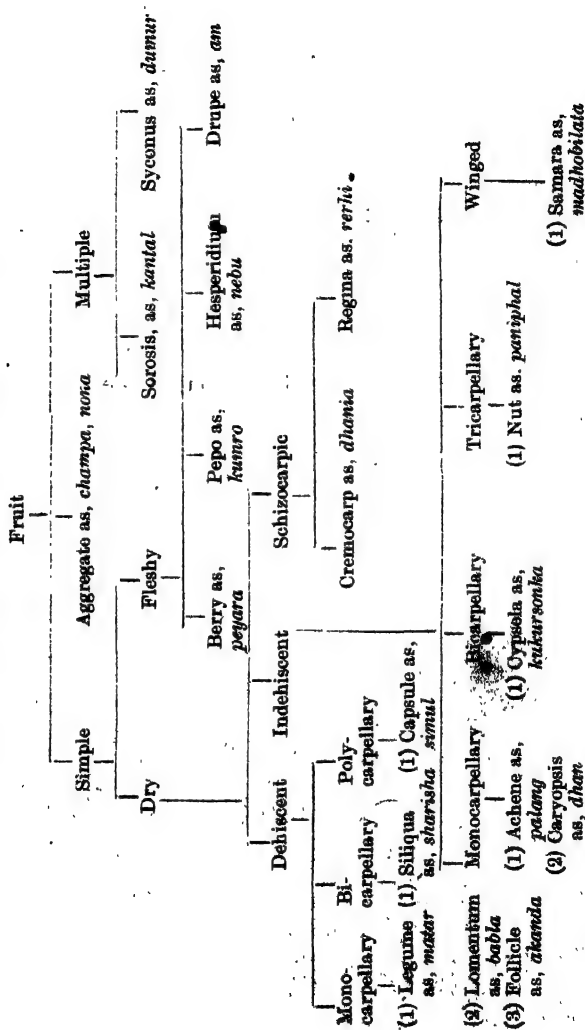 Fruit
Simple
Aggregate as, champa, nona
Multiple
Sorosis, as, kantal
Syconus as, dumur
Dry
Fleshy
Berry as,
peyara
Pepo as,
kumro
Hesperidium
as, nebu
Drupe as, am
Dehiscent
Indehiscent
Schizocarpic
Cremocarp as, dhania
Regma as. rerhi
Mono-
carpellary
Bi-
carpellary
Poly-
carpellary
(1) Legume
as, matar
(1) Siliqua
as, sharisha
(1) Capsule as,
simul
(2) Lomentum
as, babla
(3) Follicle
as, akanda
Monocarpellary
Bicarpellary
Tricarpellary
Winged
(1) Achene as,
palang
(2) Caryopsis
as, dhan
(1) Cypsela as,
kukursonka
(1) Nut as. paniphal
(1) Samara as,
madhobilata